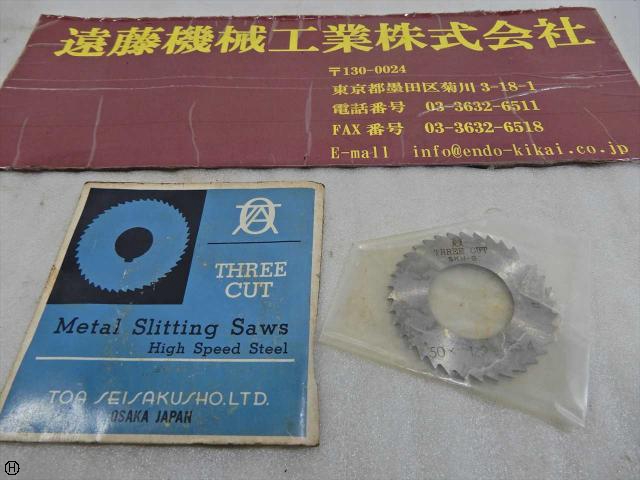 遠藤機械工業株式会社
〒130-0024
東京都墨田区菊川 3-18-1
電話番号 03-3632-6511
FAX 番号 03-3632-6518
E-mall info@endo-kikai.co.jp
THREE
CUT
Metal Slitting Saws
High Speed Steel
TOA SEISAKUSHO.LTD.
OSAKA JAPAN
THREE CUT
50×
H